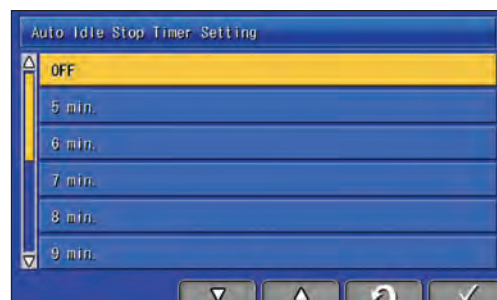 Auto Idle Stop Timer Setting
OFF
5 min.
6 min.
7 min.
8 min.
9 min.